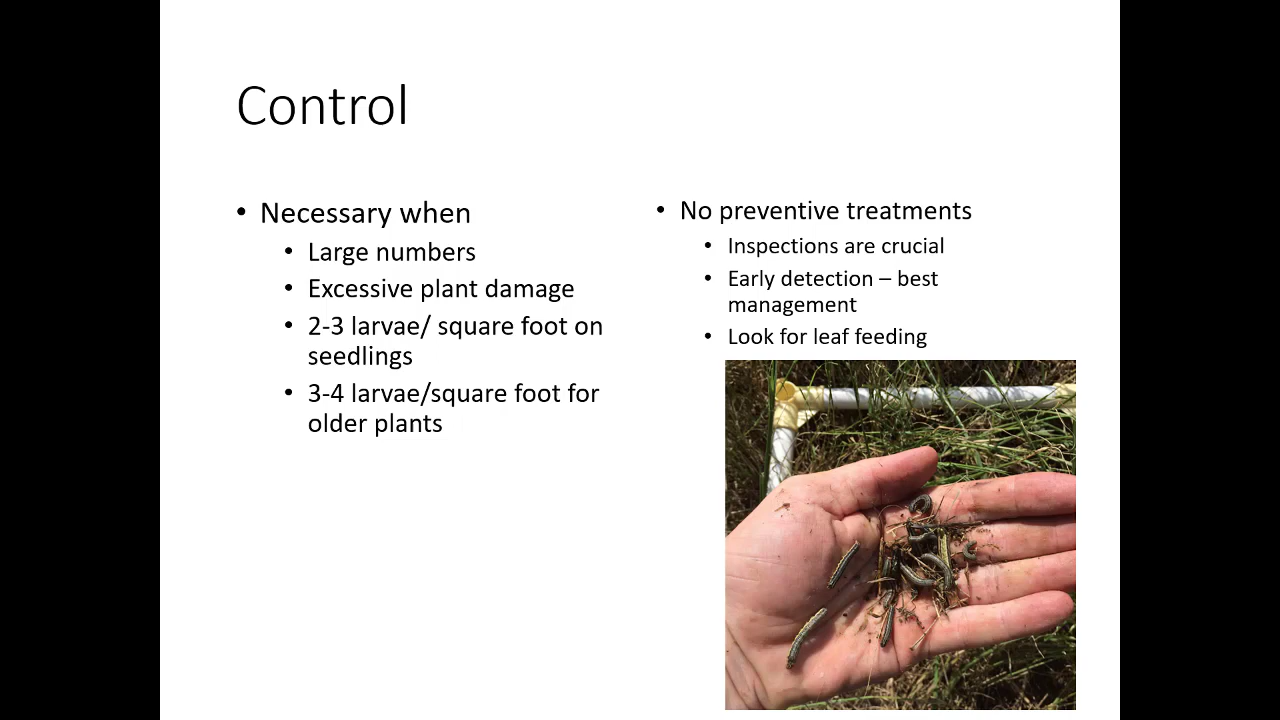 Control
• Necessary when
• Large numbers
• Excessive plant damage
• 2-3 larvae/ square foot on
seedlings
• 3-4 larvae/square foot for
older plants
• No preventive treatments
• Inspections are crucial
• Early detection – best
management
• Look for leaf feeding